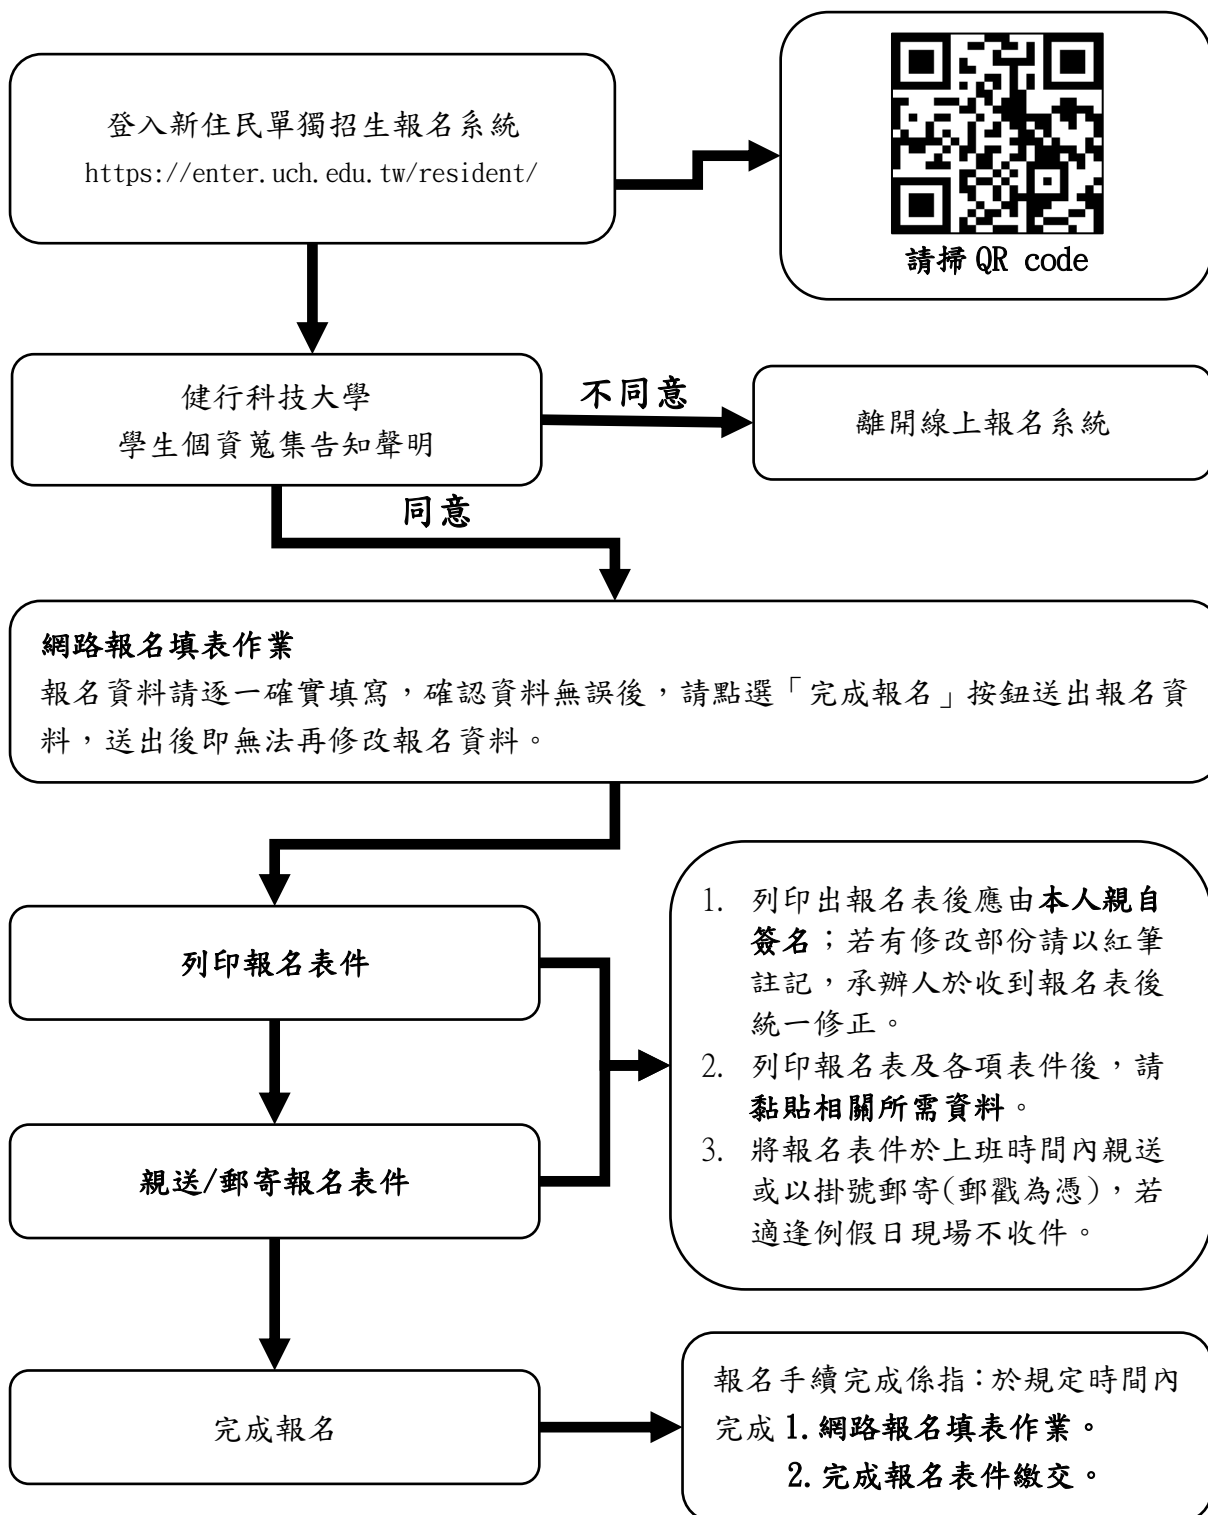 登入新住民單獨招生報名系統
https://enter.uch.edu.tw/resident/
請掃 QR code
健行科技大學
學生個資蒐集告知聲明
不同意
離開線上報名系統
同意
網路報名填表作業
報名資料請逐一確實填寫，確認資料無誤後，請點選「完成報名」按鈕送出報名資
料，送出後即無法再修改報名資料。
列印報名表件
1. 列印出報名表後應由本人親自
簽名；若有修改部份請以紅筆
註記，承辦人於收到報名表後
統一修正。
2. 列印報名表及各項表件後，請
黏貼相關所需資料。
3. 將報名表件於上班時間內親送
或以掛號郵寄(郵戳為憑)，若
適逢例假日現場不收件。
親送/郵寄報名表件
完成報名
報名手續完成係指：於規定時間內
完成 1.網路報名填表作業。
2.完成報名表件繳交。